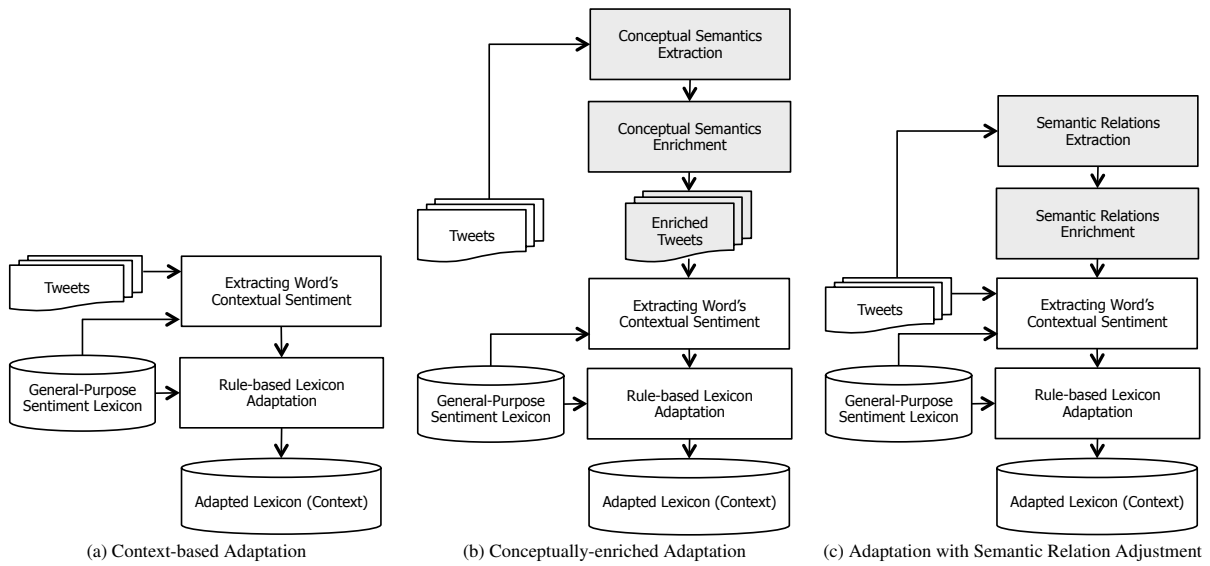 Tweets
Extracting Word's
Contextual Sentiment
General-Purpose
Sentiment Lexicon
Rule-based Lexicon
Adaptation
Adapted Lexicon (Context)
(a) Context-based Adaptation
Conceptual Semantics
Extraction
Conceptual Semantics
Enrichment
Tweets
Enriched
Tweets
Extracting Word's
Contextual Sentiment
General-Purpose
Sentiment Lexicon
Rule-based Lexicon
Adaptation
Adapted Lexicon (Context)
(b) Conceptually-enriched Adaptation
Semantic Relations
Extraction
Semantic Relations
Enrichment
Tweets
Extracting Word's
Contextual Sentiment
General-Purpose
Sentiment Lexicon
Rule-based Lexicon
Adaptation
Adapted Lexicon (Context)
(c) Adaptation with Semantic Relation Adjustment